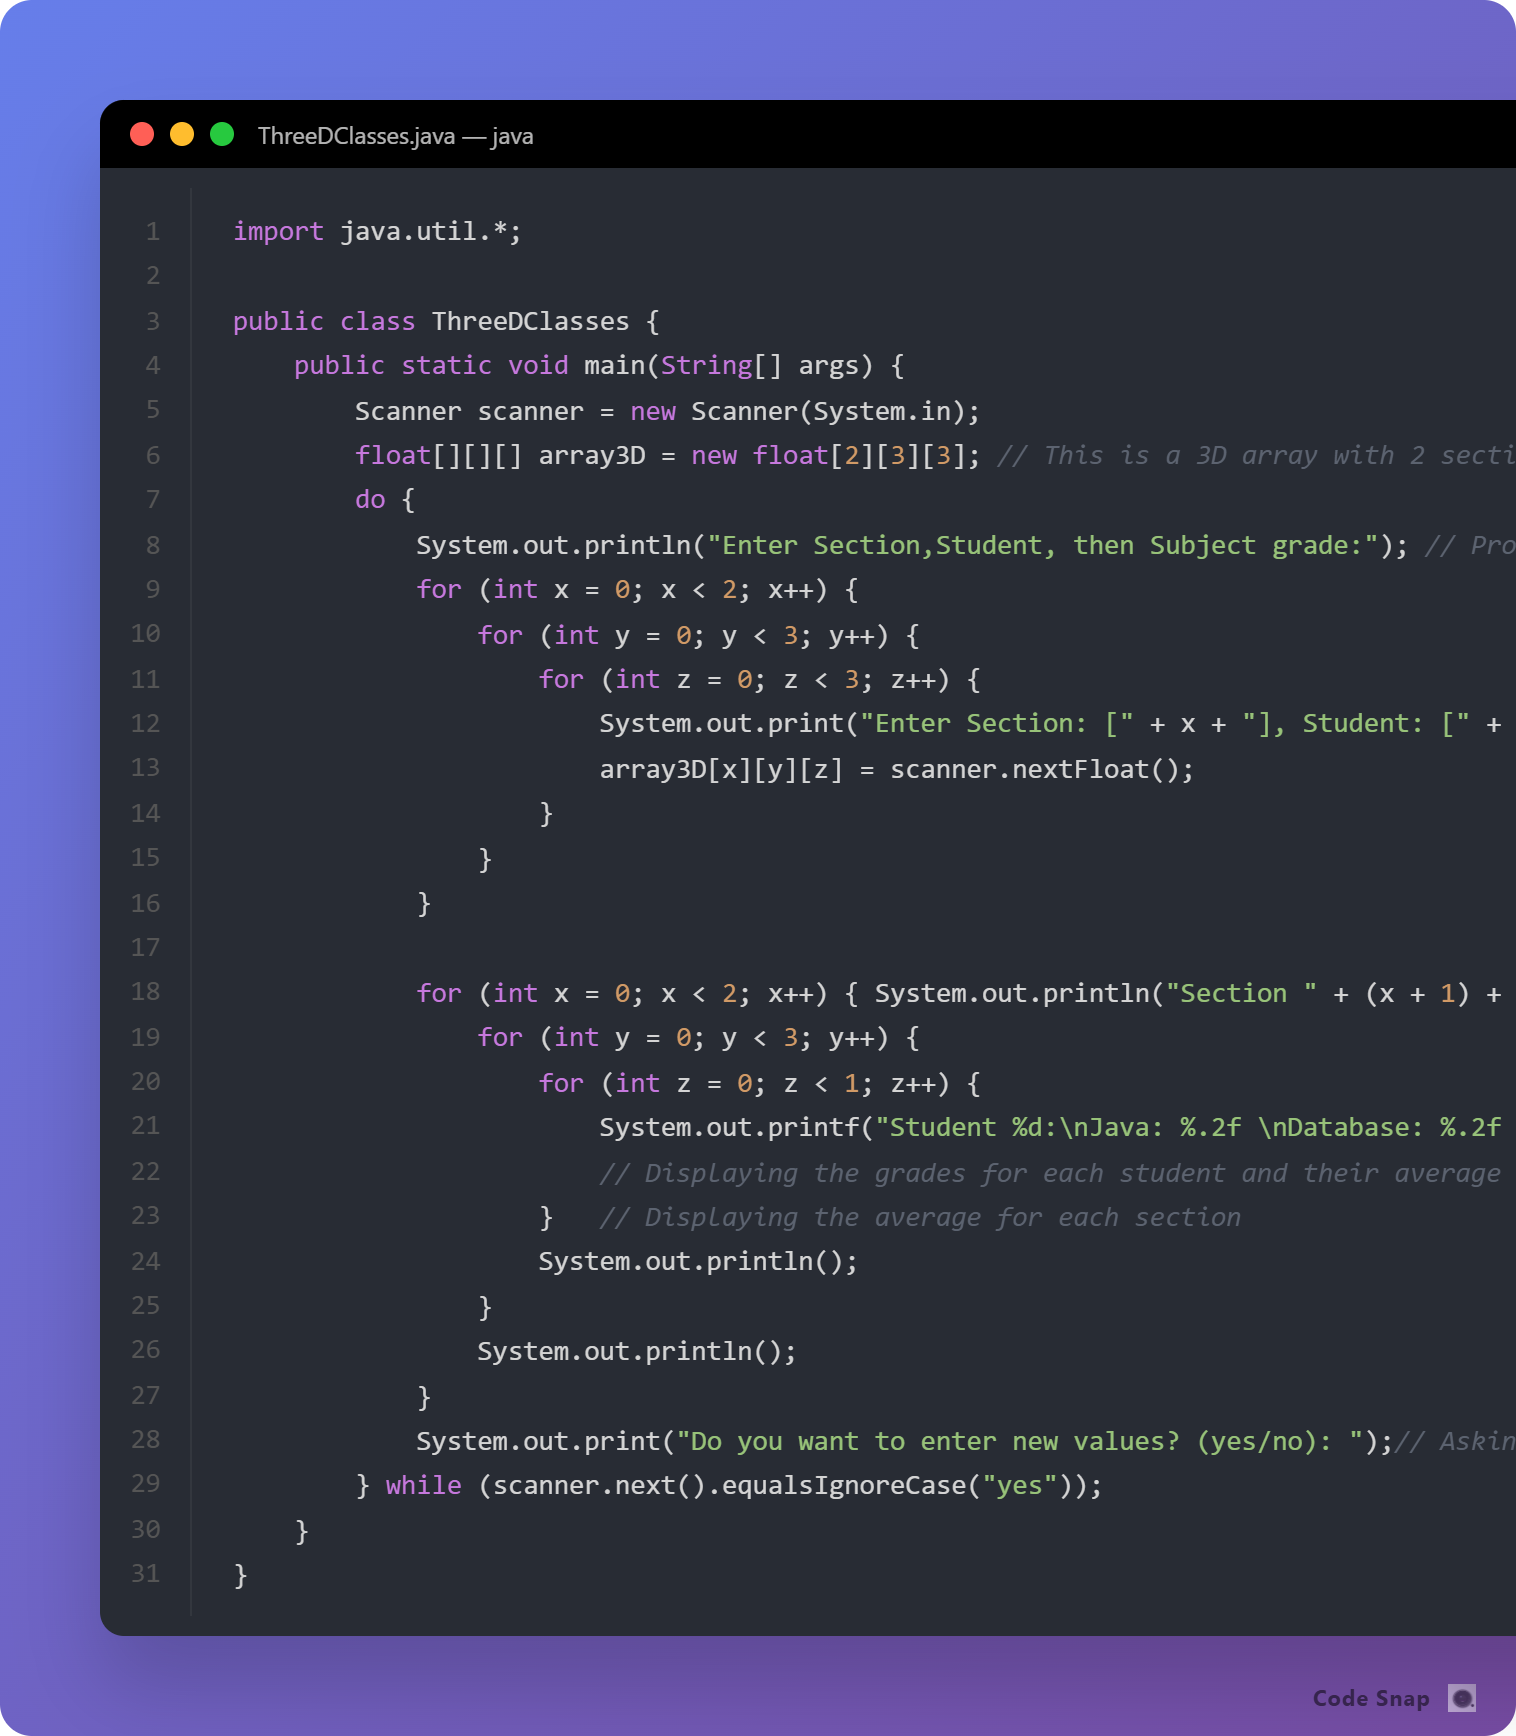 ThreeDClasses.java — java
1 import java.util.*;
2
3 public class ThreeDClasses {
4 public static void main(String[] args) {
5 Scanner scanner = new Scanner(System.in);
6 float[][][] array3D = new float[2][3][3]; // This is a 3D array with 2 secti
7 do {
8 System.out.println("Enter Section,Student, then Subject grade:"); // Pro
9 for (int x = 0; x < 2; x++) {
10 for (int y = 0; y < 3; y++) {
11 for (int z = 0; z < 3; z++) {
12 System.out.print("Enter Section: [" + x + "], Student: [" +
13 array3D[x][y][z] = scanner.nextFloat();
14 }
15 }
16 }
17
18 for (int x = 0; x < 2; x++) { System.out.println("Section " + (x + 1) +
19 for (int y = 0; y < 3; y++) {
20 for (int z = 0; z < 1; z++) {
21 System.out.printf("Student %d:\nJava: %.2f \nDatabase: %.2f
22 // Displaying the grades for each student and their average
23 } // Displaying the average for each section
24 System.out.println();
25 }
26 System.out.println();
27 }
28 System.out.print("Do you want to enter new values? (yes/no): ");// Askin
29 } while (scanner.next().equalsIgnoreCase("yes"));
30 }
31 }
Code Snap